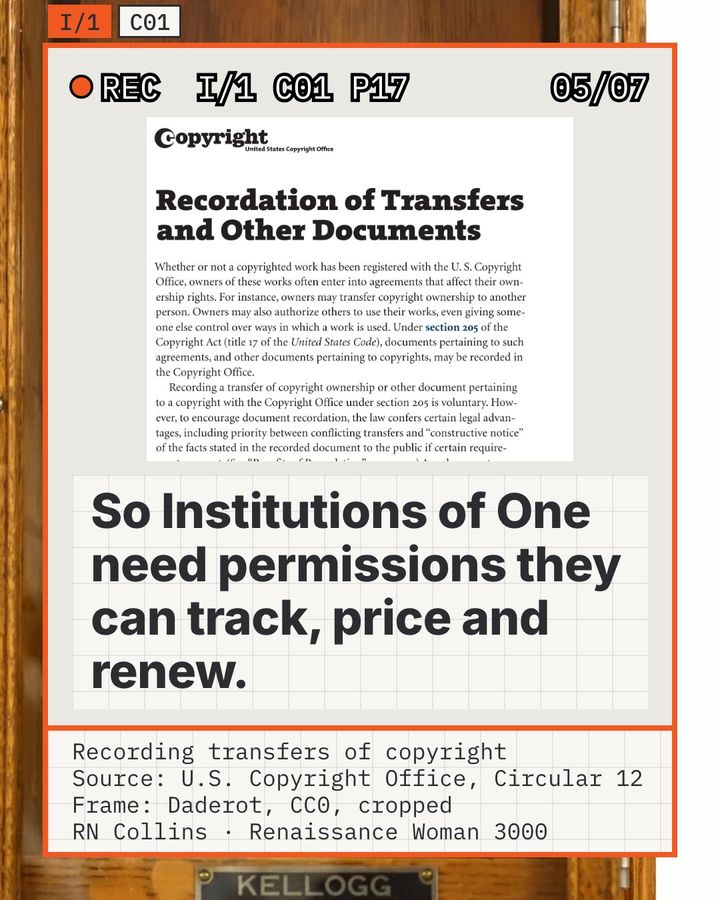 I/1 C01
REC I/1 C01 P17 05/07
Copyright
United States Copyright Office
Recordation of Transfers
and Other Documents
Whether or not a copyrighted work has been registered with the U. S. Copyright
Office, owners of these works often enter into agreements that affect their own-
ership rights. For instance, owners may transfer copyright ownership to another
person. Owners may also authorize others to use their works, even giving some-
one else control over ways in which a work is used. Under section 205 of the
Copyright Act (title 17 of the United States Code), documents pertaining to such
agreements, and other documents pertaining to copyrights, may be recorded in
the Copyright Office.
Recording a transfer of copyright ownership or other document pertaining
to a copyright with the Copyright Office under section 205 is voluntary. How-
ever, to encourage document recordation, the law confers certain legal advan-
tages, including priority between conflicting transfers and “constructive notice”
of the facts stated in the recorded document to the public if certain require-
So Institutions of One
need permissions they
can track, price and
renew.
Recording transfers of copyright
Source: U.S. Copyright Office, Circular 12
Frame: Daderot, CC0, cropped
RN Collins · Renaissance Woman 3000
KELLOGG